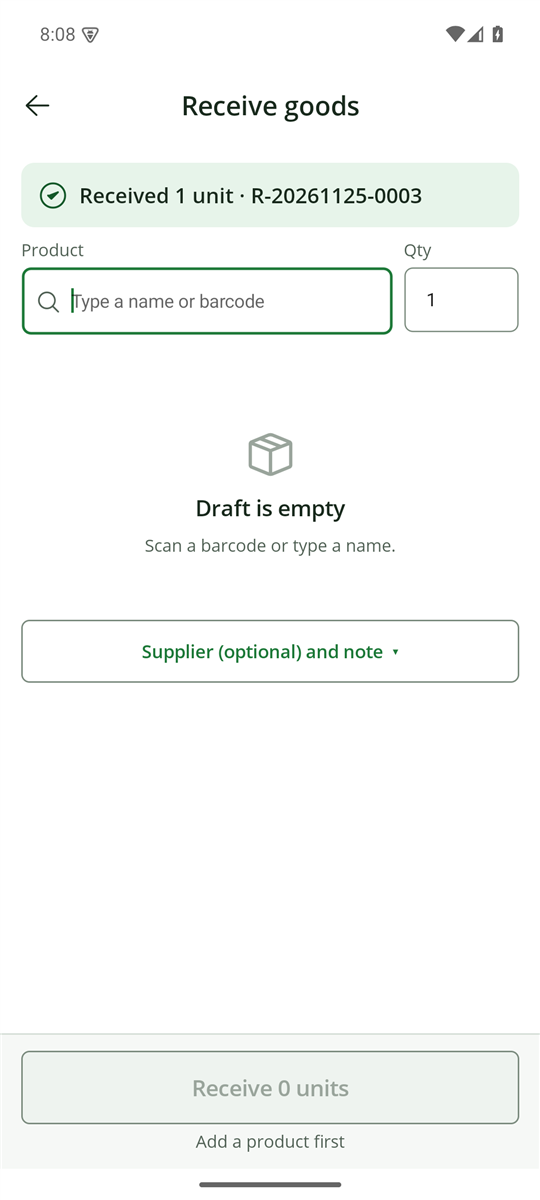 8:08
Receive goods
Received 1 unit · R-20261125-0003
Product
Qty
Type a name or barcode
1
Draft is empty
Scan a barcode or type a name.
Supplier (optional) and note ▾
Receive 0 units
Add a product first